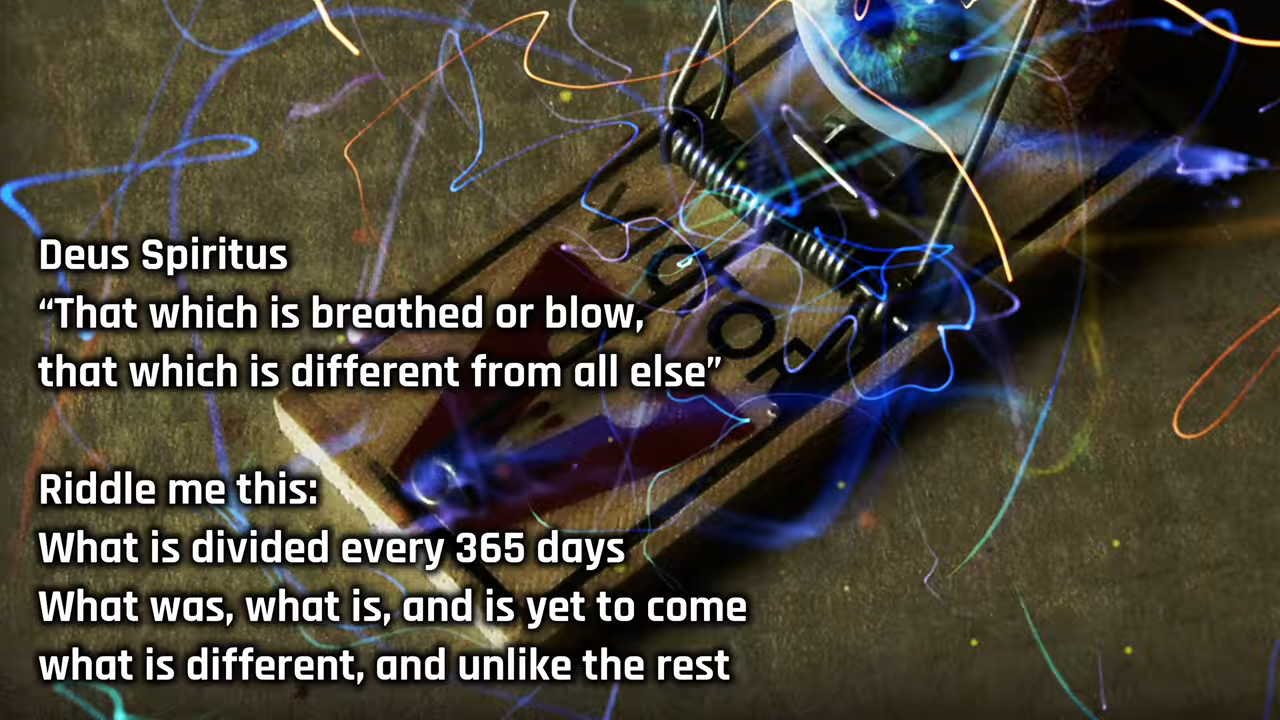 VICTOR
Deus Spiritus
“That which is breathed or blow,
that which is different from all else”
Riddle me this:
What is divided every 365 days
What was, what is, and is yet to come
what is different, and unlike the rest